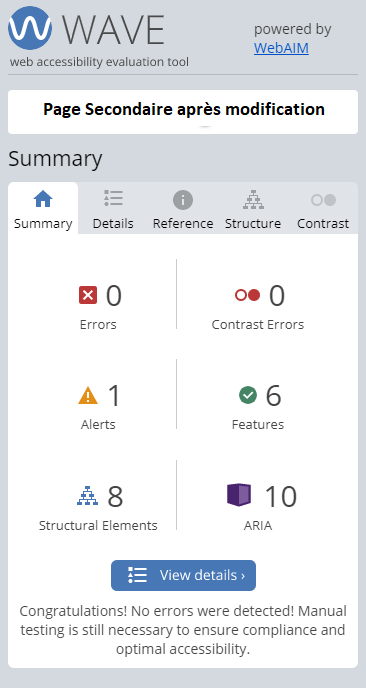 WAVE
powered by
WebAIM
web accessibility evaluation tool
Page Secondaire après modification
Summary
Summary Details Reference Structure Contrast
0 0
Errors Contrast Errors
1 6
Alerts Features
8 10
Structural Elements ARIA
View details ›
Congratulations! No errors were detected! Manual
testing is still necessary to ensure compliance and
optimal accessibility.